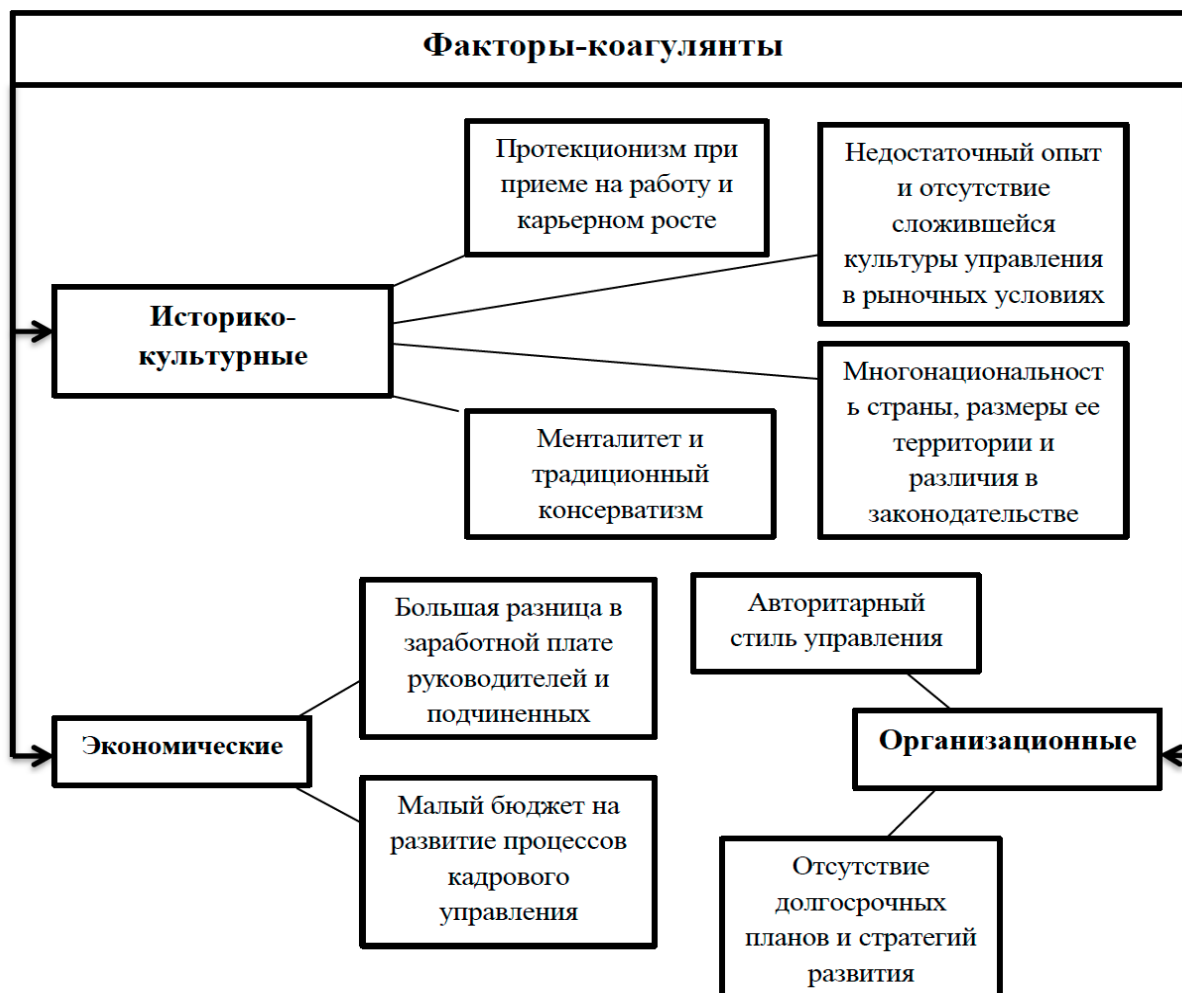 Факторы-коагулянты
Протекционизм при
приеме на работу и
карьерном росте
Недостаточный опыт
и отсутствие
сложившейся
культуры управления
в рыночных условиях
Историко-
культурные
Многонациональност
ь страны, размеры ее
территории и
различия в
законодательстве
Менталитет и
традиционный
консерватизм
Большая разница в
заработной плате
руководителей и
подчиненных
Авторитарный
стиль управления
Экономические
Организационные
Малый бюджет на
развитие процессов
кадрового
управления
Отсутствие
долгосрочных
планов и стратегий
развития